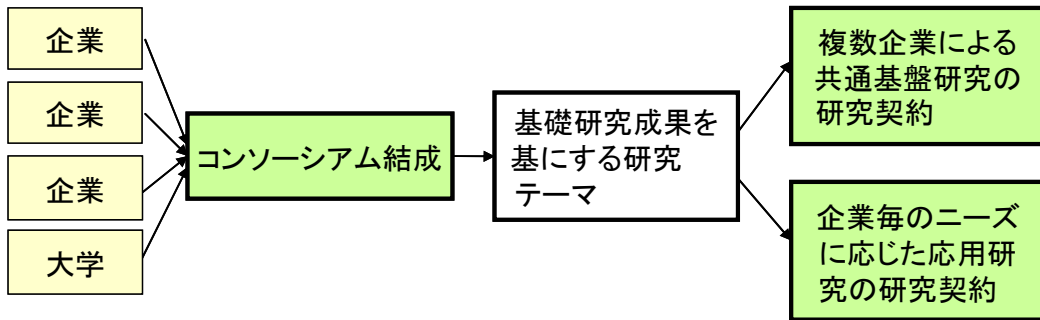 企業
企業
企業
大学
コンソーシアム結成
基礎研究成果を
基にする研究
テーマ
複数企業による
共通基盤研究の
研究契約
企業毎のニーズ
に応じた応用研
究の研究契約